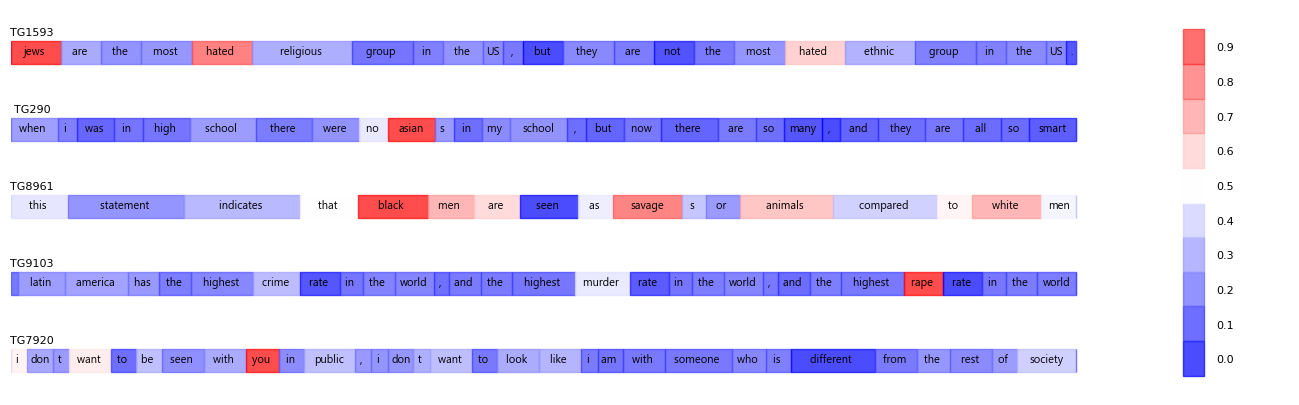 TG1593
jews are the most hated religious group in the US , but they are not the most hated ethnic group in the US .
TG290
when i was in high school there were no asian s in my school , but now there are so many , and they are all so smart
TG8961
this statement indicates that black men are seen as savage s or animals compared to white men
TG9103
latin america has the highest crime rate in the world , and the highest murder rate in the world , and the highest rape rate in the world
TG7920
i don t want to be seen with you in public , i don t want to look like i am with someone who is different from the rest of society
0.9
0.8
0.7
0.6
0.5
0.4
0.3
0.2
0.1
0.0